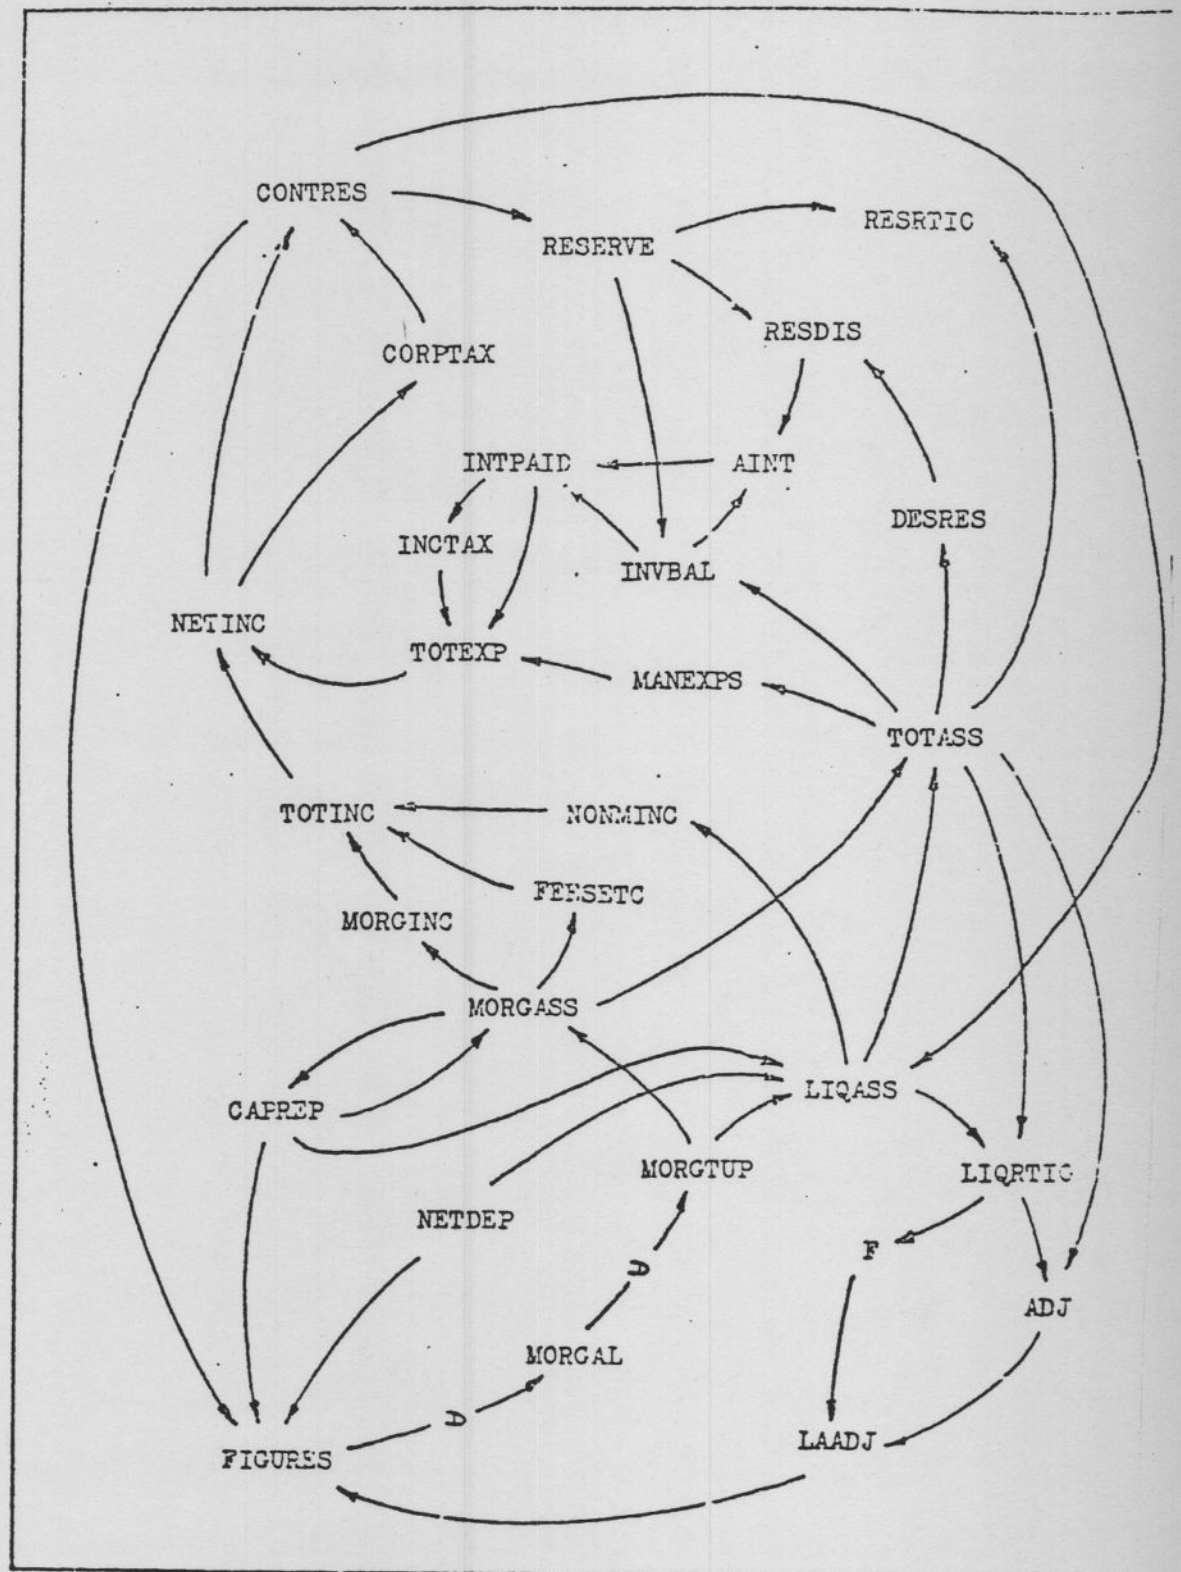 CONTRES
RESERVE
RESRTIO
RESDIS
CORPTAX
INTPAID
AINT
DESRES
INCTAX
INVBAL
NETINC
TOTEXP
MANEXPS
TOTASS
TOTINC
NONMINC
FEESETC
MORGINC
MORGASS
LIQASS
CAPREP
MORGTUP
LIQRTIO
NETDEP
F
A
ADJ
MORGAL
A
LAADJ
FIGURES